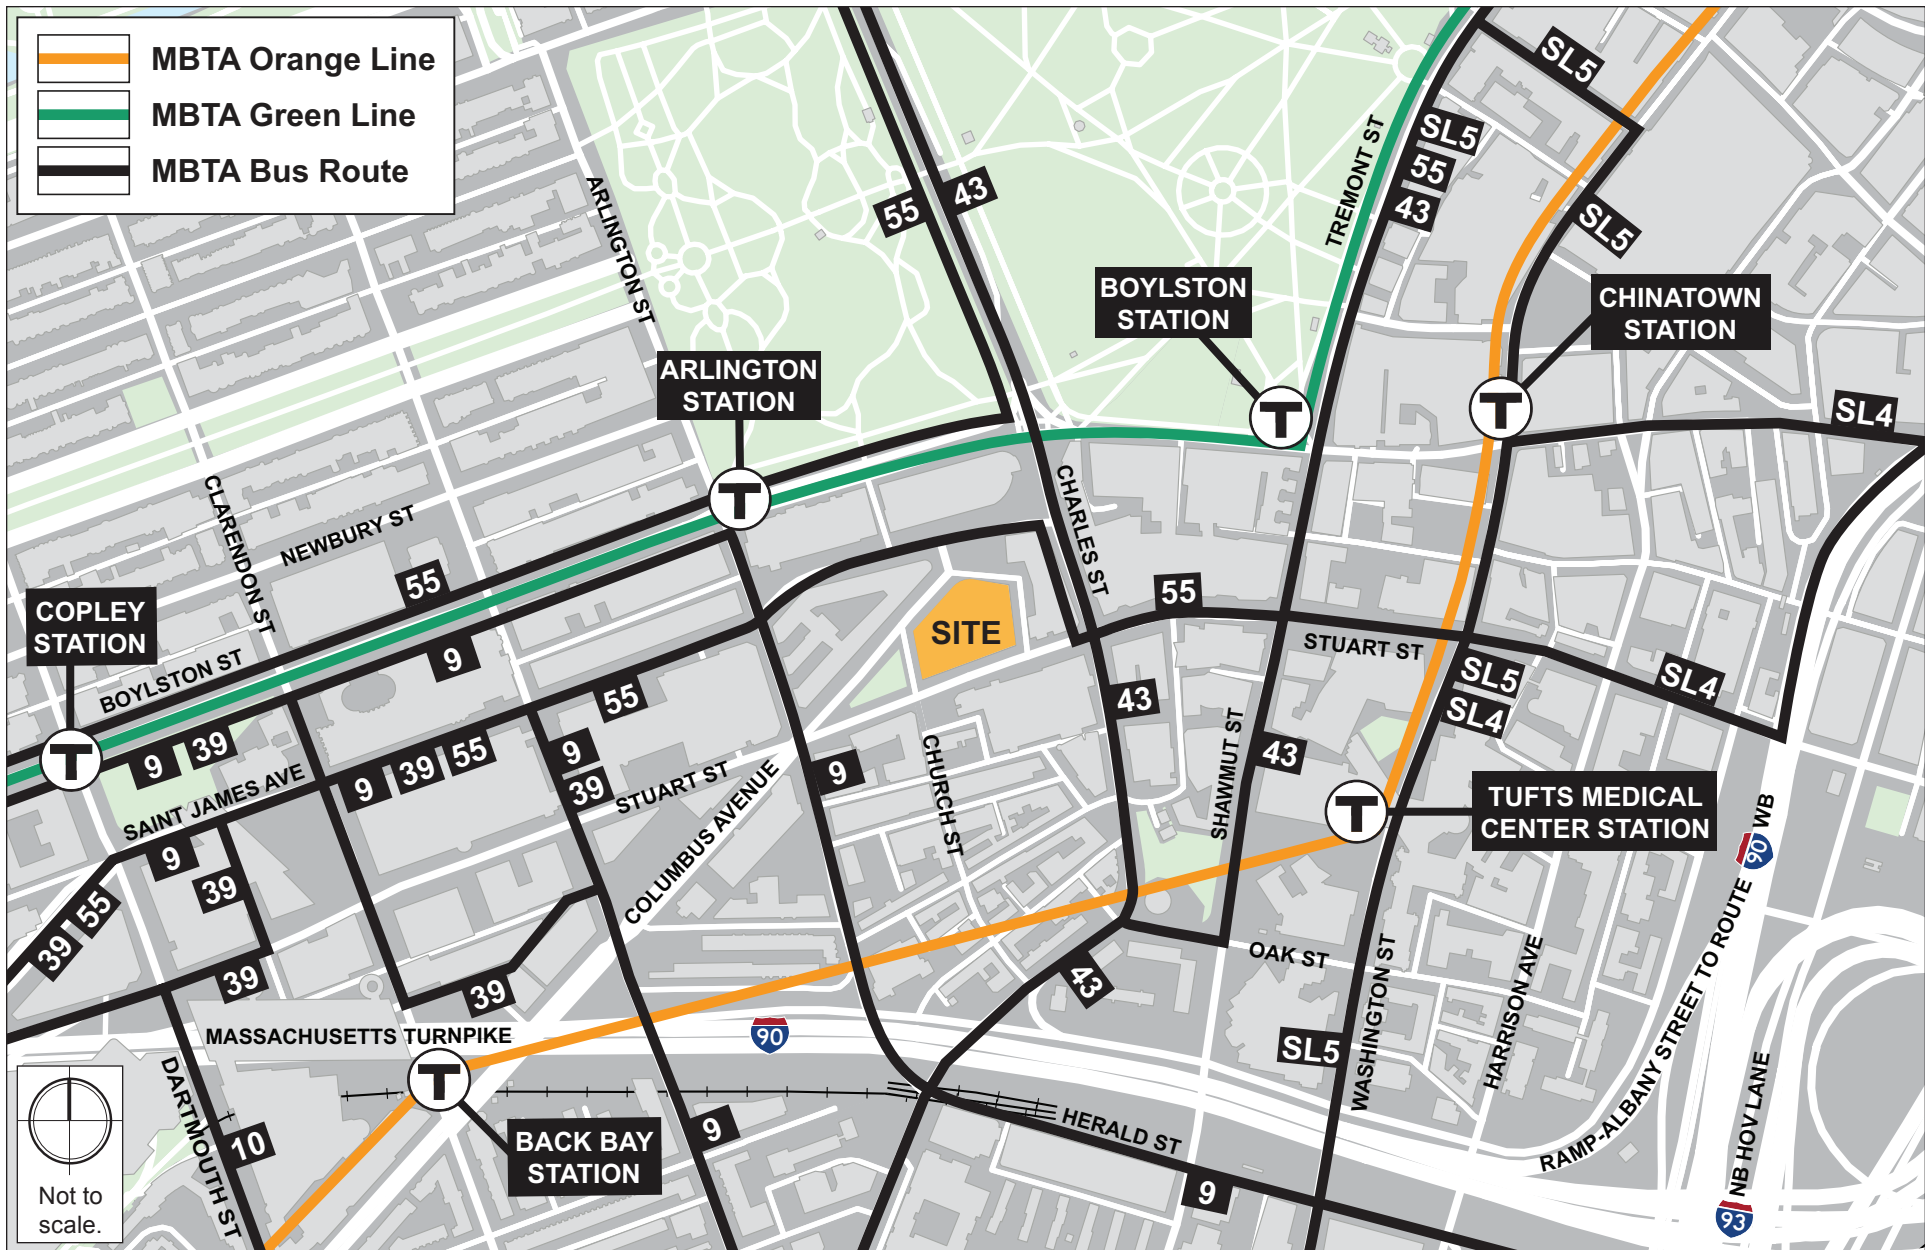 MBTA Orange Line
MBTA Green Line
MBTA Bus Route
SL5
SL5
55
43
TREMONT ST
ARLINGTON ST
55
43
SL5
BOYLSTON
STATION
CHINATOWN
STATION
ARLINGTON
STATION
T
T
T
SL4
CLARENDON ST
NEWBURY ST
CHARLES ST
55
55
COPLEY
STATION
BOYLSTON ST
9
SITE
STUART ST
SL5
SL4
SL4
55
43
T
9
39
9
39
55
9
39
SAINT JAMES AVE
STUART ST
COLUMBUS AVENUE
9
CHURCH ST
SHAWMUT ST
43
T
TUFTS MEDICAL
CENTER STATION
90
RAMP-ALBANY STREET TO ROUTE
WB
9
39
39
55
39
39
43
OAK ST
WASHINGTON ST
HARRISON AVE
MASSACHUSETTS TURNPIKE
90
SL5
T
BACK BAY
STATION
DARTMOUTH ST
10
9
HERALD ST
9
NB HOV LANE
93
Not to
scale.